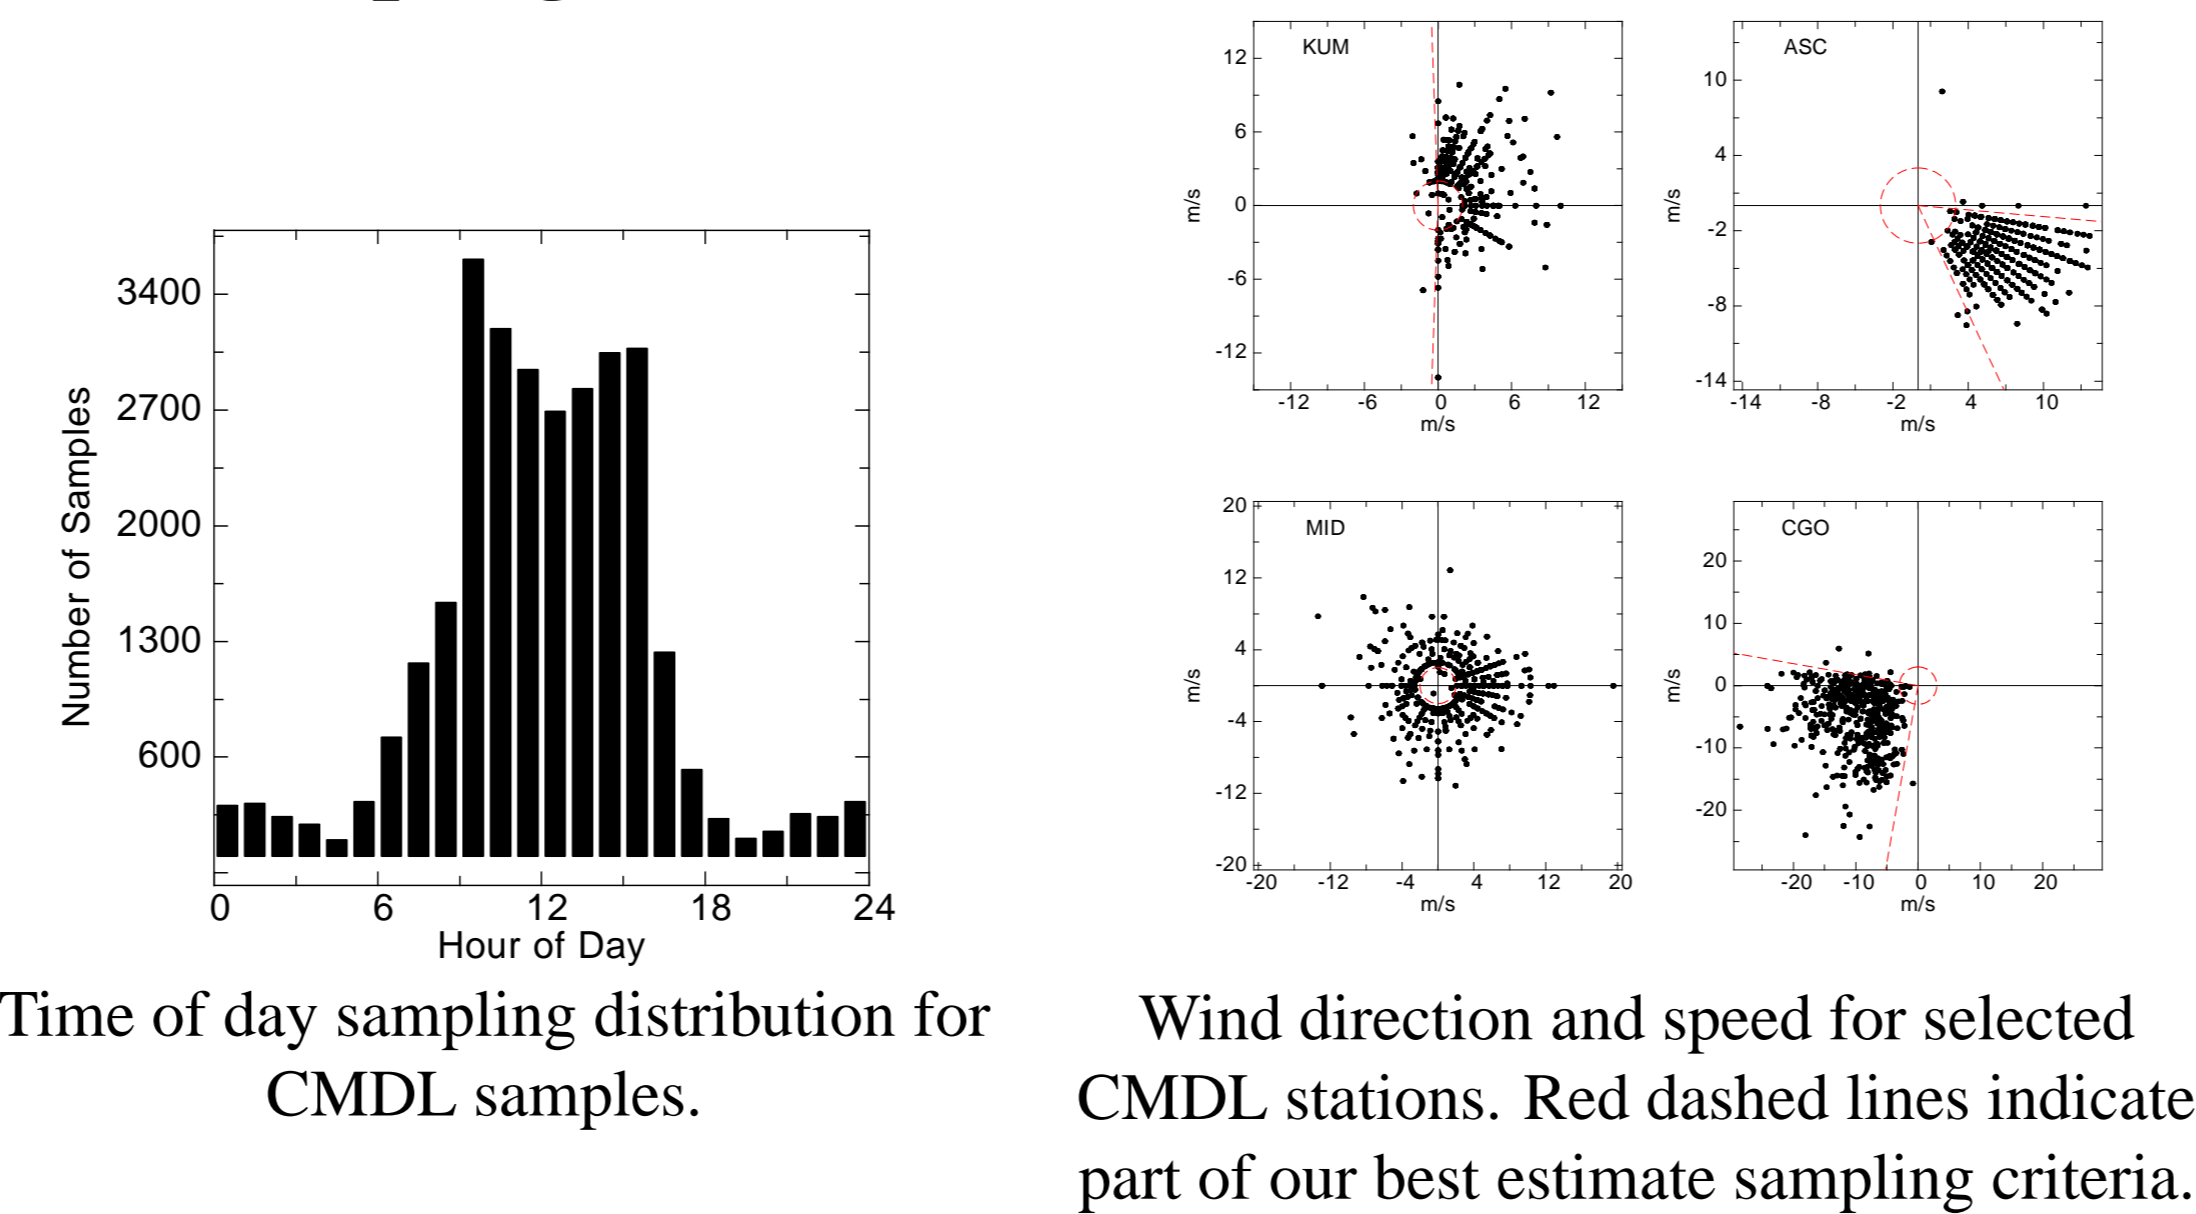 3400
2700
2000
1300
600
Number of Samples
0 6 12 18 24
Hour of Day
Time of day sampling distribution for
CMDL samples.
KUM
12
6
0
-6
-12
m/s
-12 -6 0 6 12
m/s
ASC
10
4
-2
-8
-14
m/s
-14 -8 -2 4 10
m/s
MID
20
12
4
-4
-12
-20
m/s
-20 -12 -4 4 12 20
m/s
CGO
20
10
0
-10
-20
m/s
-20 -10 0 10 20
m/s
Wind direction and speed for selected
CMDL stations. Red dashed lines indicate
part of our best estimate sampling criteria.